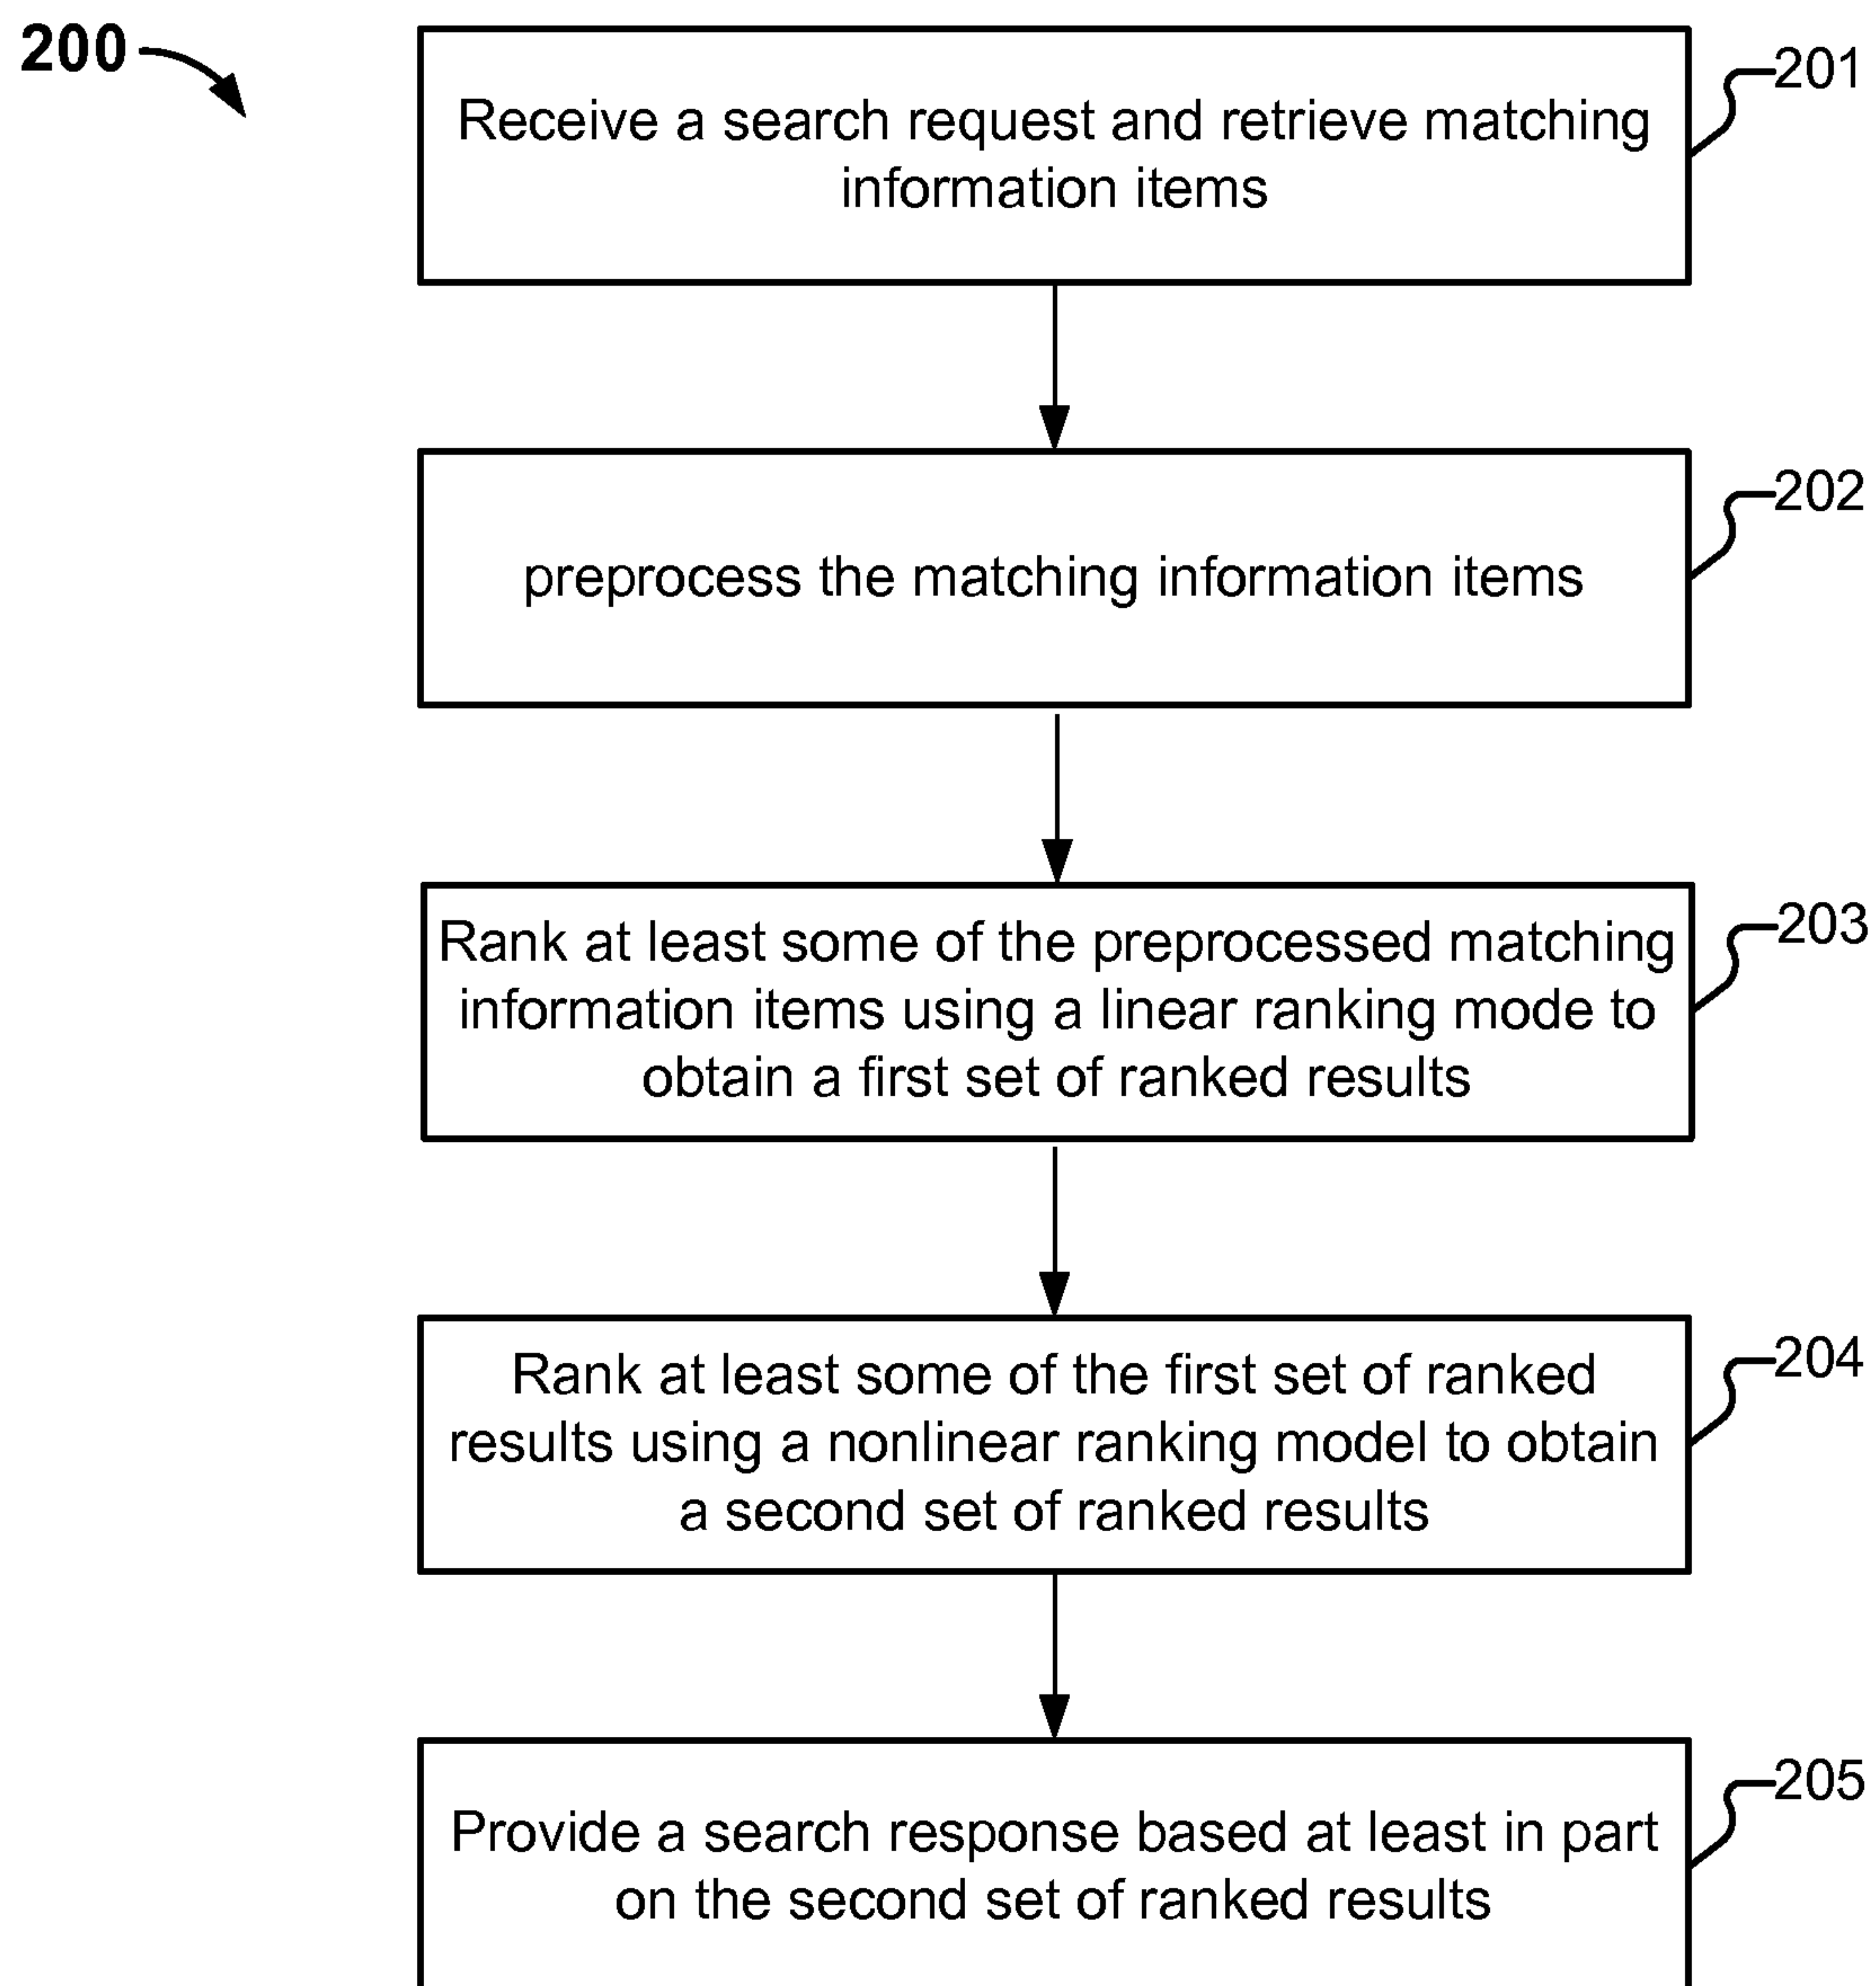 200
Receive a search request and retrieve matching
information items
201
preprocess the matching information items
202
Rank at least some of the preprocessed matching
information items using a linear ranking mode to
obtain a first set of ranked results
203
Rank at least some of the first set of ranked
results using a nonlinear ranking model to obtain
a second set of ranked results
204
Provide a search response based at least in part
on the second set of ranked results
205